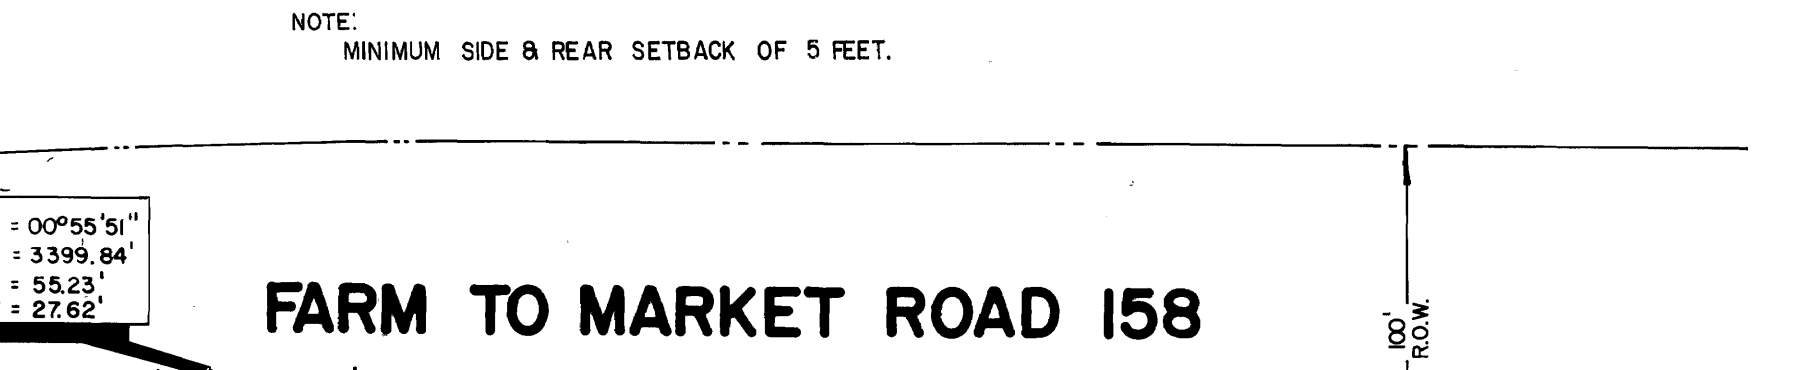 NOTE:
MINIMUM SIDE & REAR SETBACK OF 5 FEET.
= 00°55'51"
= 3399.84'
= 55.23'
= 27.62'
FARM TO MARKET ROAD 158
100'
R.O.W.